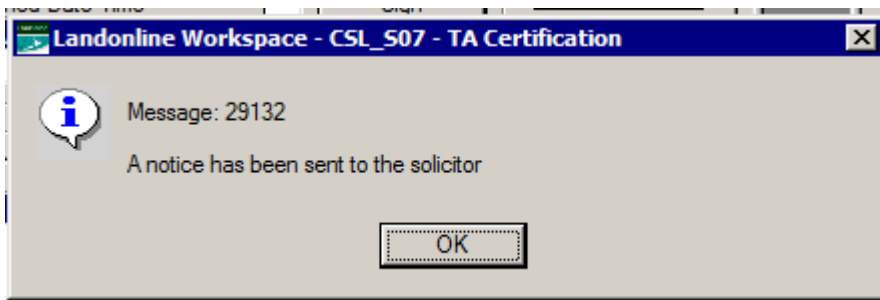 Landonline Workspace - CSL_S07 - TA Certification
Message: 29132
A notice has been sent to the solicitor
OK